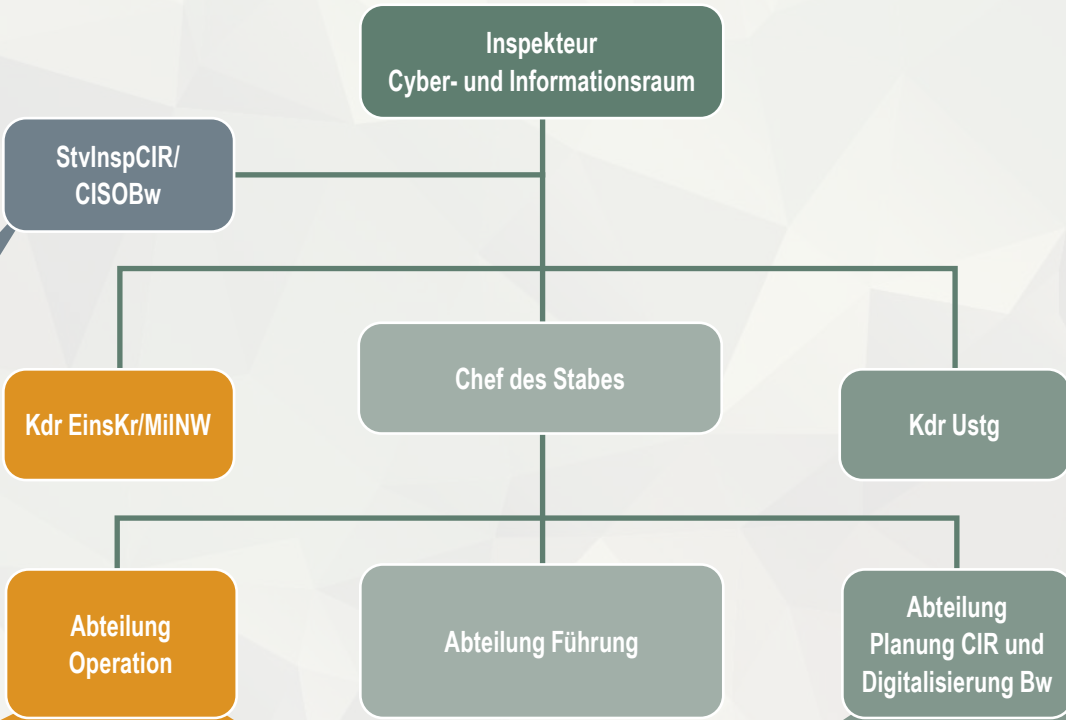 Inspekteur
Cyber- und Informationsraum
StvInspCIR/
CISOBw
Kdr EinsKr/MilNW
Chef des Stabes
Kdr Ustg
Abteilung
Operation
Abteilung Führung
Abteilung
Planung CIR und
Digitalisierung Bw